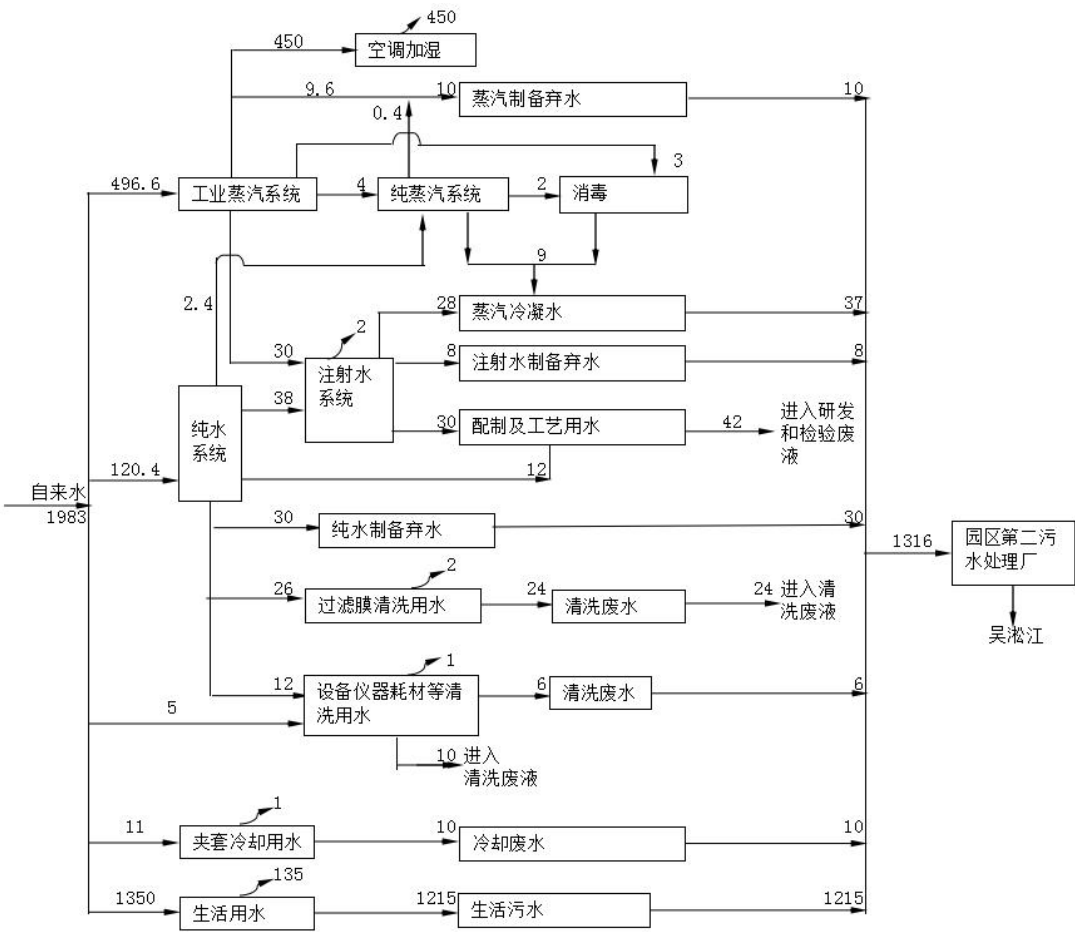 450
450
空调加湿
9.6
10
蒸汽制备弃水
10
0.4
3
496.6
工业蒸汽系统
4
纯蒸汽系统
2
消毒
9
2.4
28
蒸汽冷凝水
37
2
30
注射水
系统
8
注射水制备弃水
8
38
纯水
系统
30
配制及工艺用水
42
进入研发
和检验废
液
120.4
12
自来水
1983
30
纯水制备弃水
30
1316
园区第二污
水处理厂
吴淞江
2
26
过滤膜清洗用水
24
清洗废水
24
进入清
洗废液
1
12
设备仪器耗材等清
洗用水
6
清洗废水
6
5
10
进入
清洗废液
1
11
夹套冷却用水
10
冷却废水
10
135
1350
生活用水
1215
生活污水
1215